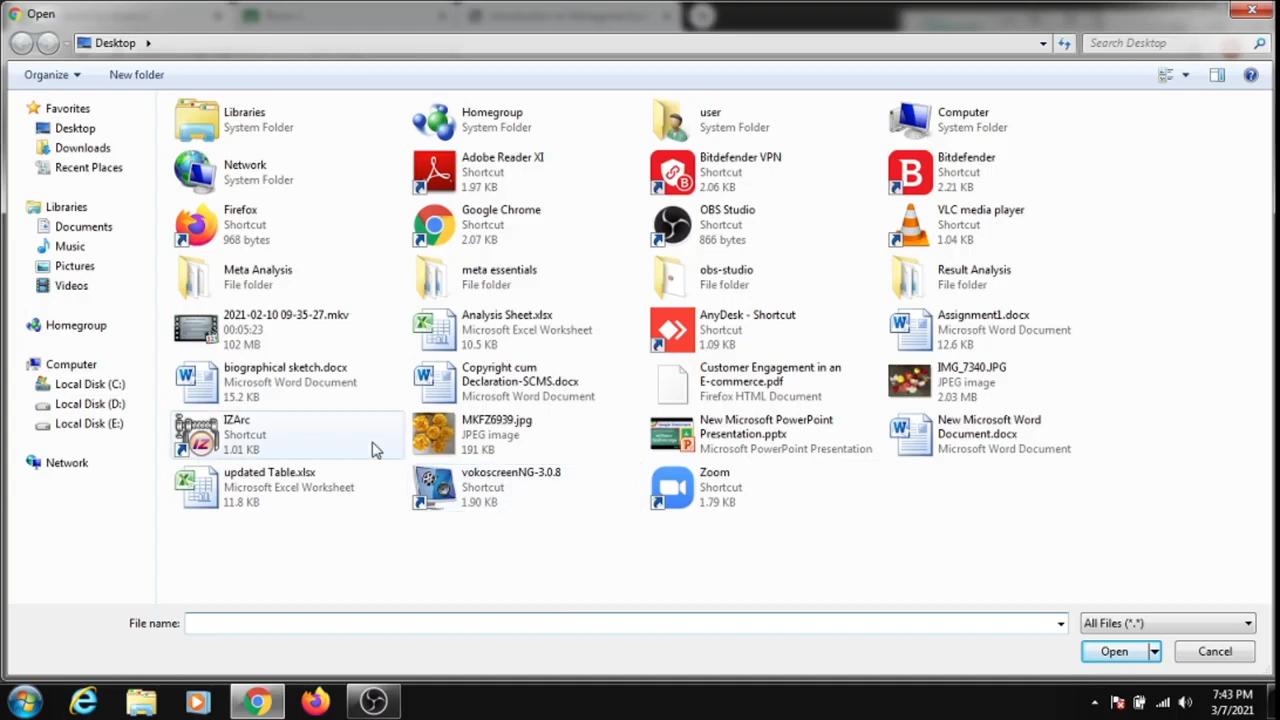 Open
Desktop
Search Desktop
Organize
New folder
Favorites
Desktop
Downloads
Recent Places
Libraries
Documents
Music
Pictures
Videos
Homegroup
Computer
Local Disk (C:)
Local Disk (D:)
Local Disk (E:)
Network
Libraries
System Folder
Homegroup
System Folder
user
System Folder
Computer
System Folder
Network
System Folder
Adobe Reader XI
Shortcut
1.97 KB
Bitdefender VPN
Shortcut
2.06 KB
Bitdefender
Shortcut
2.21 KB
Firefox
Shortcut
968 bytes
Google Chrome
Shortcut
2.07 KB
OBS Studio
Shortcut
866 bytes
VLC media player
Shortcut
1.04 KB
Meta Analysis
File folder
meta essentials
File folder
obs-studio
File folder
Result Analysis
File folder
2021-02-10 09-35-27.mkv
00:05:23
102 MB
Analysis Sheet.xlsx
Microsoft Excel Worksheet
10.5 KB
AnyDesk - Shortcut
Shortcut
1.09 KB
Assignment1.docx
Microsoft Word Document
12.6 KB
biographical sketch.docx
Microsoft Word Document
15.2 KB
Copyright cum
Declaration-SCMS.docx
Microsoft Word Document
Customer Engagement in an
E-commerce.pdf
Firefox HTML Document
IMG_7340.JPG
JPEG image
2.03 MB
IZArc
Shortcut
1.01 KB
MKFZ6939.jpg
JPEG image
191 KB
New Microsoft PowerPoint
Presentation.pptx
Microsoft PowerPoint Presentation
New Microsoft Word
Document.docx
Microsoft Word Document
updated Table.xlsx
Microsoft Excel Worksheet
11.8 KB
vokoscreenNG-3.0.8
Shortcut
1.90 KB
Zoom
Shortcut
1.79 KB
File name:
All Files (*.*)
Open
Cancel
7:43 PM
3/7/2021